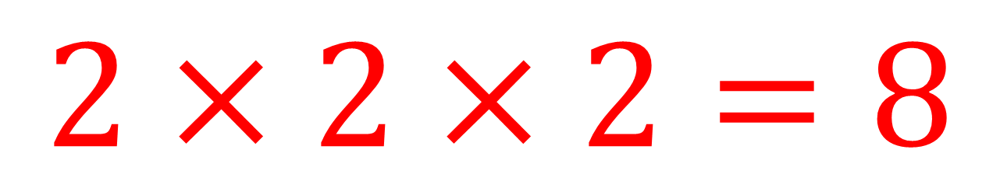 2 × 2 × 2 = 8